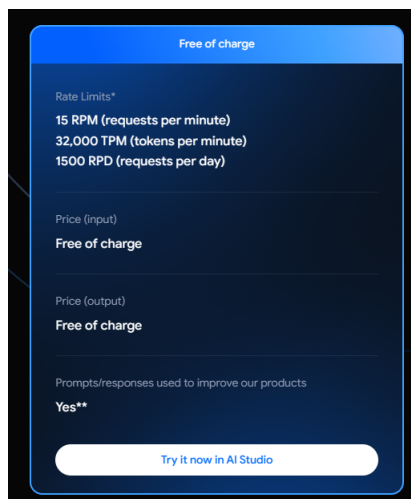 Free of charge
Rate Limits*
15 RPM (requests per minute)
32,000 TPM (tokens per minute)
1500 RPD (requests per day)
Price (input)
Free of charge
Price (output)
Free of charge
Prompts/responses used to improve our products
Yes**
Try it now in AI Studio